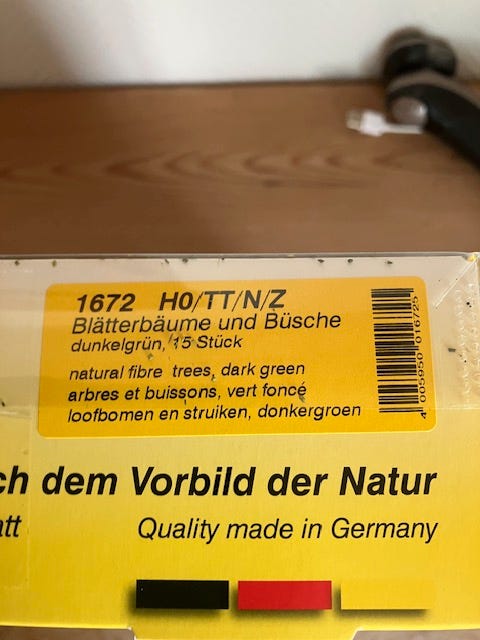 1672 H0/TT/N/Z
Blätterbäume und Büsche
dunkelgrün, 15 Stück
natural fibre trees, dark green
arbres et buissons, vert foncé
loofbomen en struiken, donkergroen
4 005950 016725
ch dem Vorbild der Natur
att
Quality made in Germany